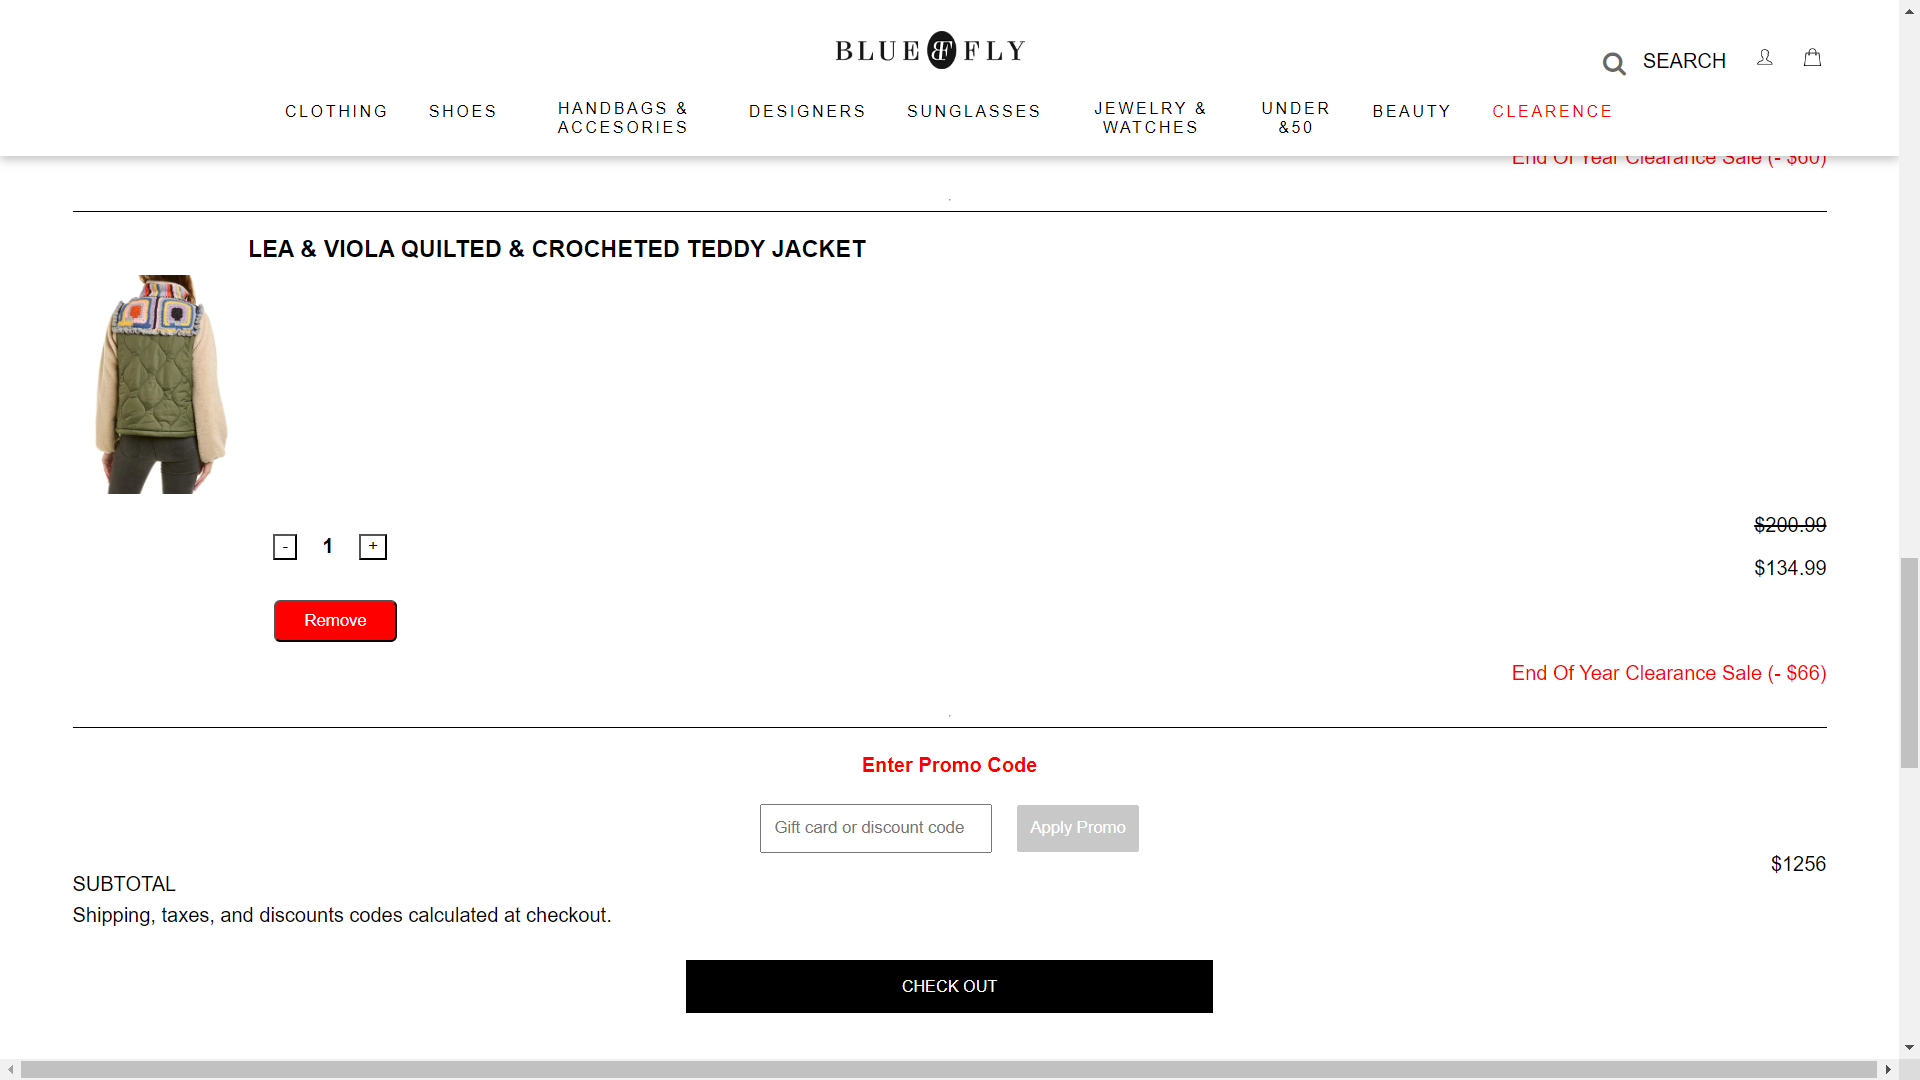 BLUE BF FLY
SEARCH
CLOTHING
SHOES
HANDBAGS &
ACCESORIES
DESIGNERS
SUNGLASSES
JEWELRY &
WATCHES
UNDER
&50
BEAUTY
CLEARENCE
End Of Year Clearance Sale (- $60)
LEA & VIOLA QUILTED & CROCHETED TEDDY JACKET
- 1 +
$200.99
$134.99
Remove
End Of Year Clearance Sale (- $66)
Enter Promo Code
Gift card or discount code
Apply Promo
$1256
SUBTOTAL
Shipping, taxes, and discounts codes calculated at checkout.
CHECK OUT